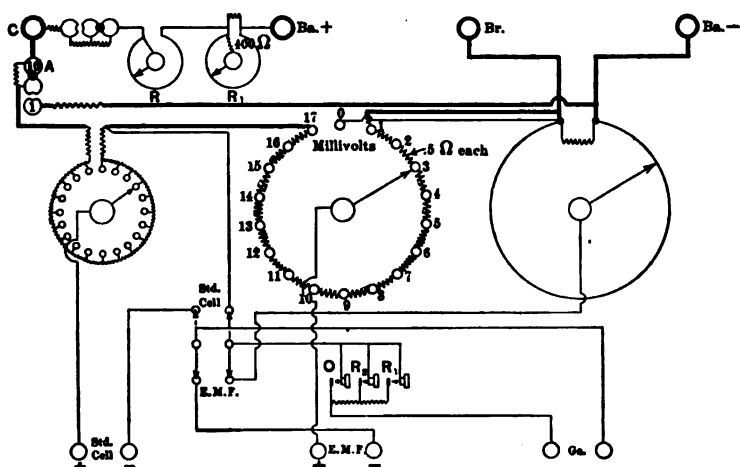 C
Ba.+
Br.
Ba.−
400 Ω
10 A
R
R₁
1
17
0
1
Millivolts
2
.5 Ω each
16
3
15
14
4
13
5
12
6
11
7
10
9
8
Std.
Cell
O R₂ R₁
E.M.F.
Std.
Cell
+ −
E.M.F.
+ −
Ga.